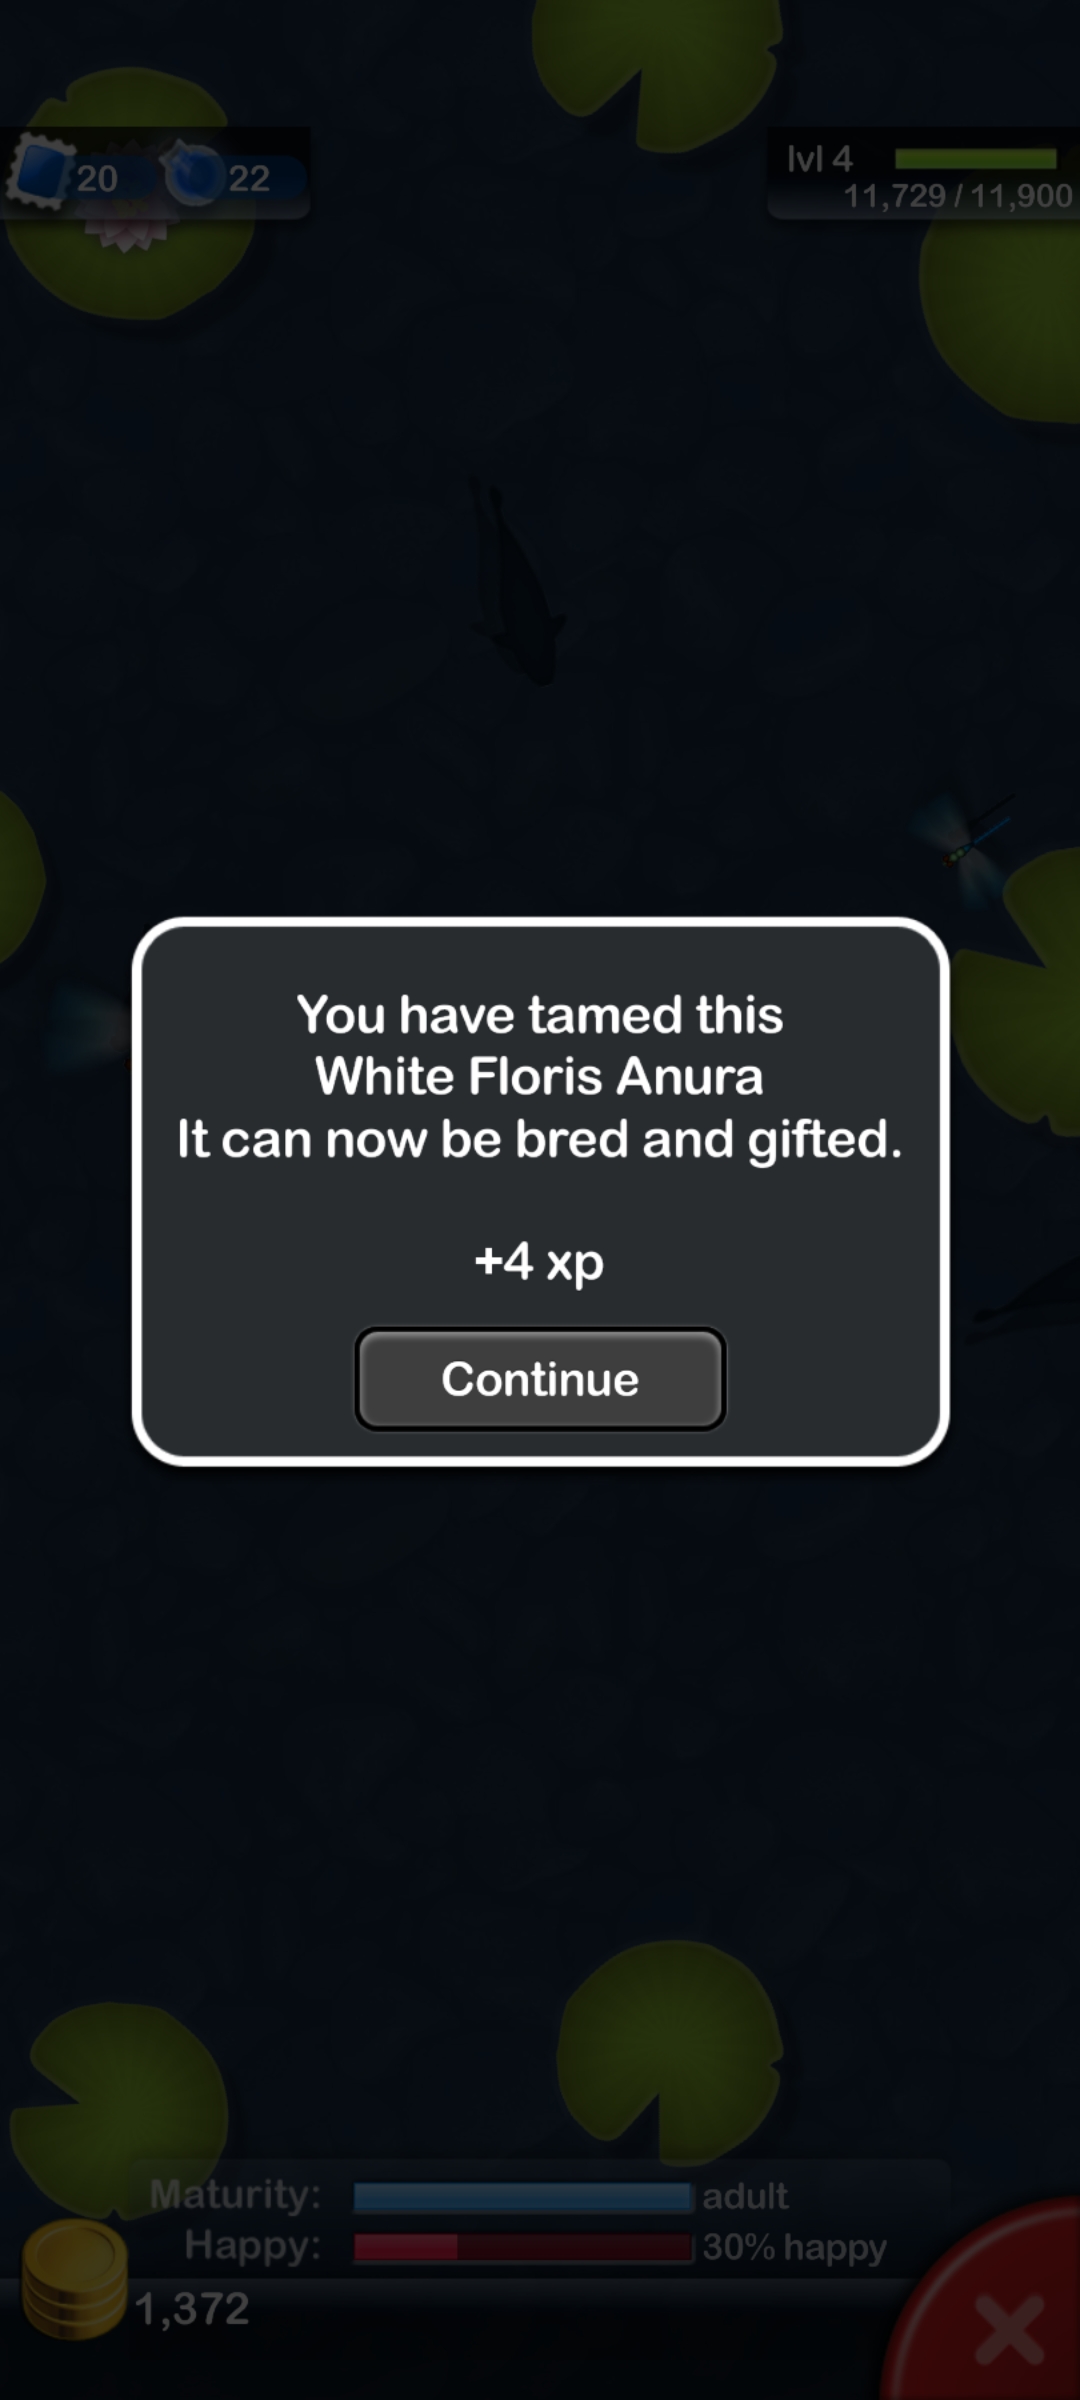 20 22
lvl 4
11,729 / 11,900
You have tamed this
White Floris Anura
It can now be bred and gifted.
+4 xp
Continue
Maturity: adult
Happy: 30% happy
1,372